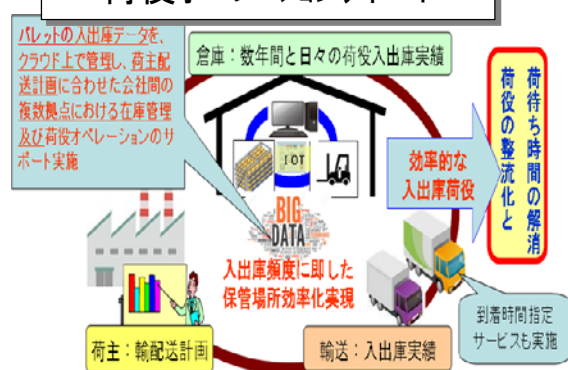 パレットの入出庫データを、
クラウド上で管理し、荷主配
送計画に合わせた会社間の
複数拠点における在庫管理
及び荷役オペレーションのサ
ポート実施
倉庫：数年間と日々の荷役入出庫実績
IOT
BIG
DATA
入出庫頻度に即した
保管場所効率化実現
効率的な
入出庫荷役
荷待ち時間の解消
荷役の整流化と
到着時間指定
サービスも実施
荷主：輸配送計画
輸送：入出庫実績